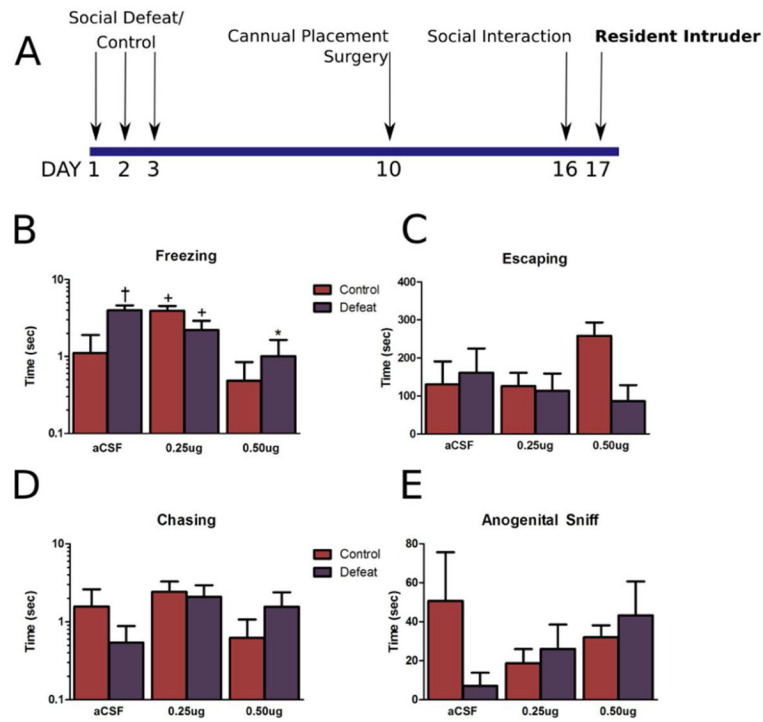 A
Social Defeat/
Control
Cannual Placement
Surgery
Social Interaction
Resident Intruder
DAY 1 2 3 10 16 17
B
Freezing
Time (sec)
10
1
0.1
†
+
+
*
aCSF 0.25ug 0.50ug
Control
Defeat
C
Escaping
Time (sec)
400
300
200
100
0
aCSF 0.25ug 0.50ug
D
Chasing
Time (sec)
10
1
0.1
aCSF 0.25ug 0.50ug
Control
Defeat
E
Anogenital Sniff
Time (sec)
80
60
40
20
0
aCSF 0.25ug 0.50ug